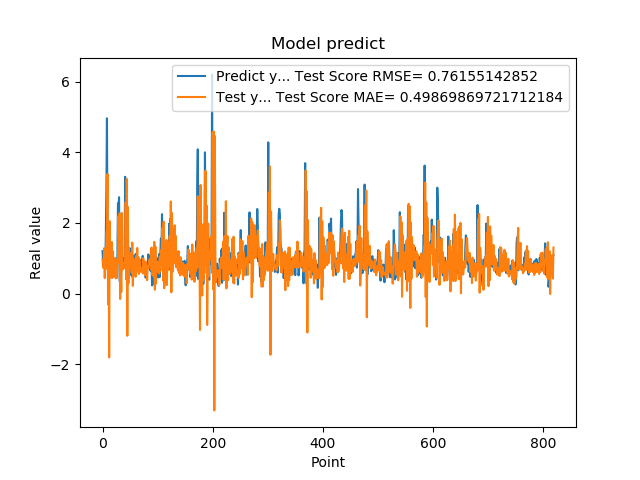 Model predict
Predict y... Test Score RMSE= 0.76155142852
Test y... Test Score MAE= 0.49869869721712184
Real value
6
4
2
0
−2
0 200 400 600 800
Point